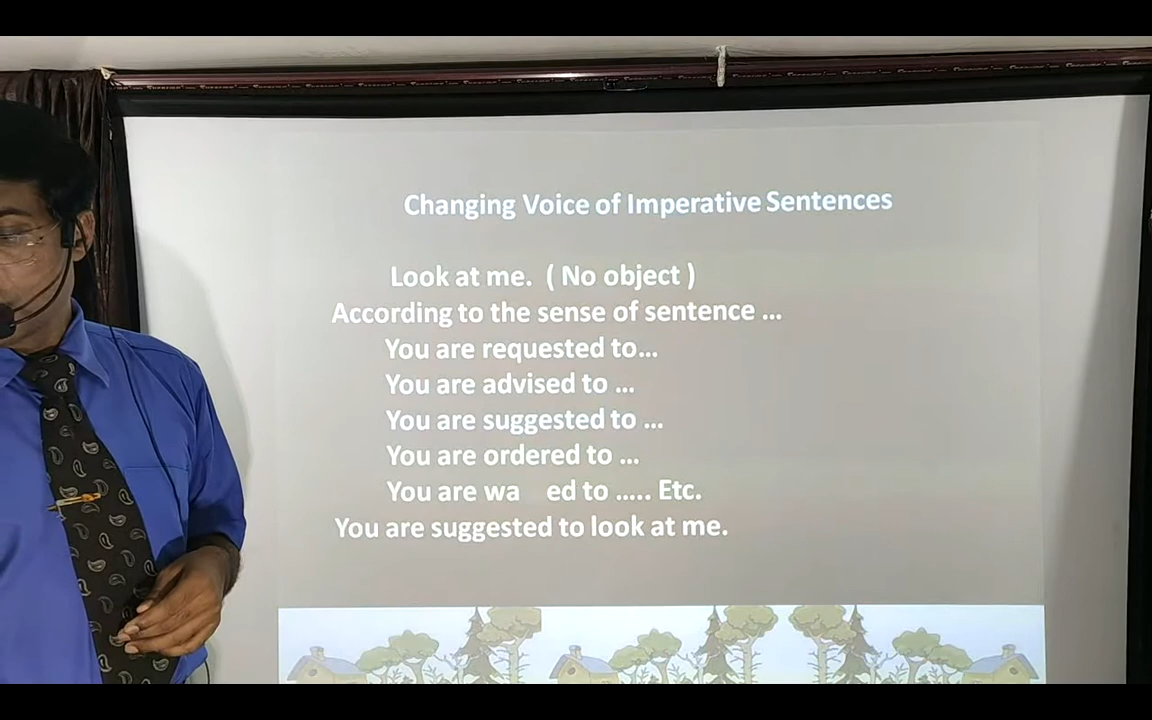 Changing Voice of Imperative Sentences
Look at me. ( No object )
According to the sense of sentence ...
You are requested to...
You are advised to ...
You are suggested to ...
You are ordered to ...
You are wa ed to ..... Etc.
You are suggested to look at me.